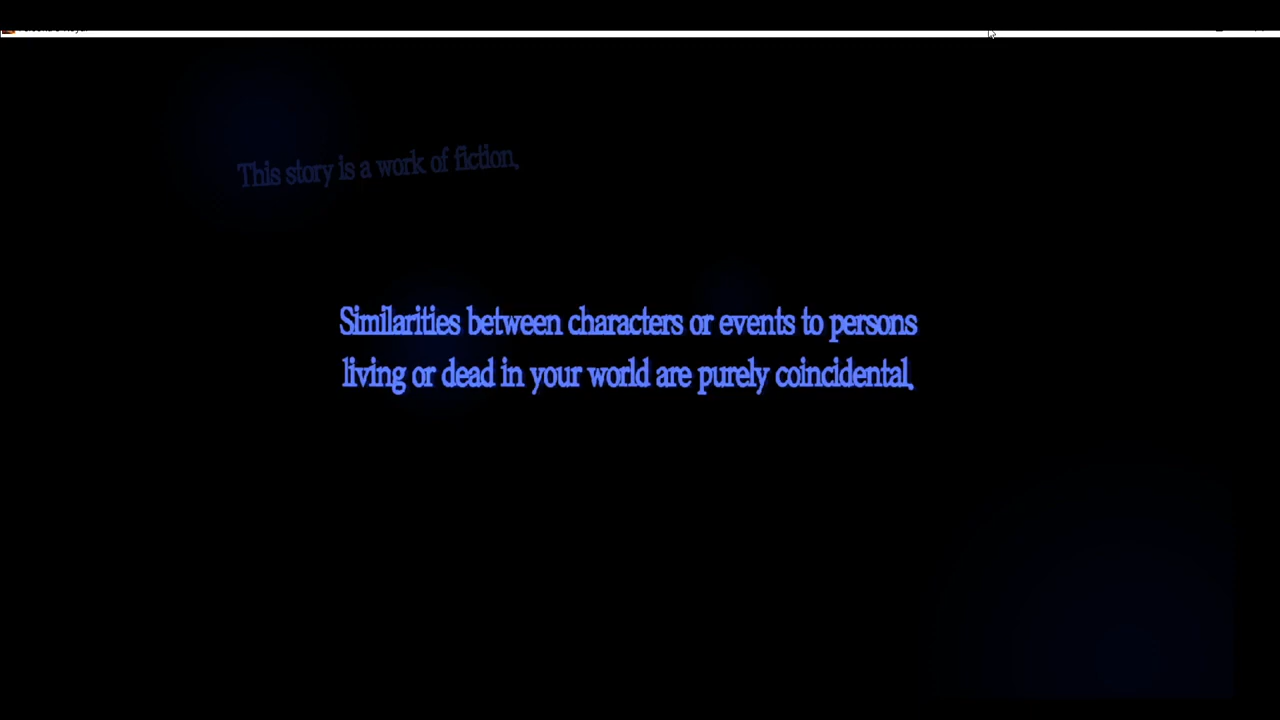 This story is a work of fiction.
Similarities between characters or events to persons
living or dead in your world are purely coincidental.